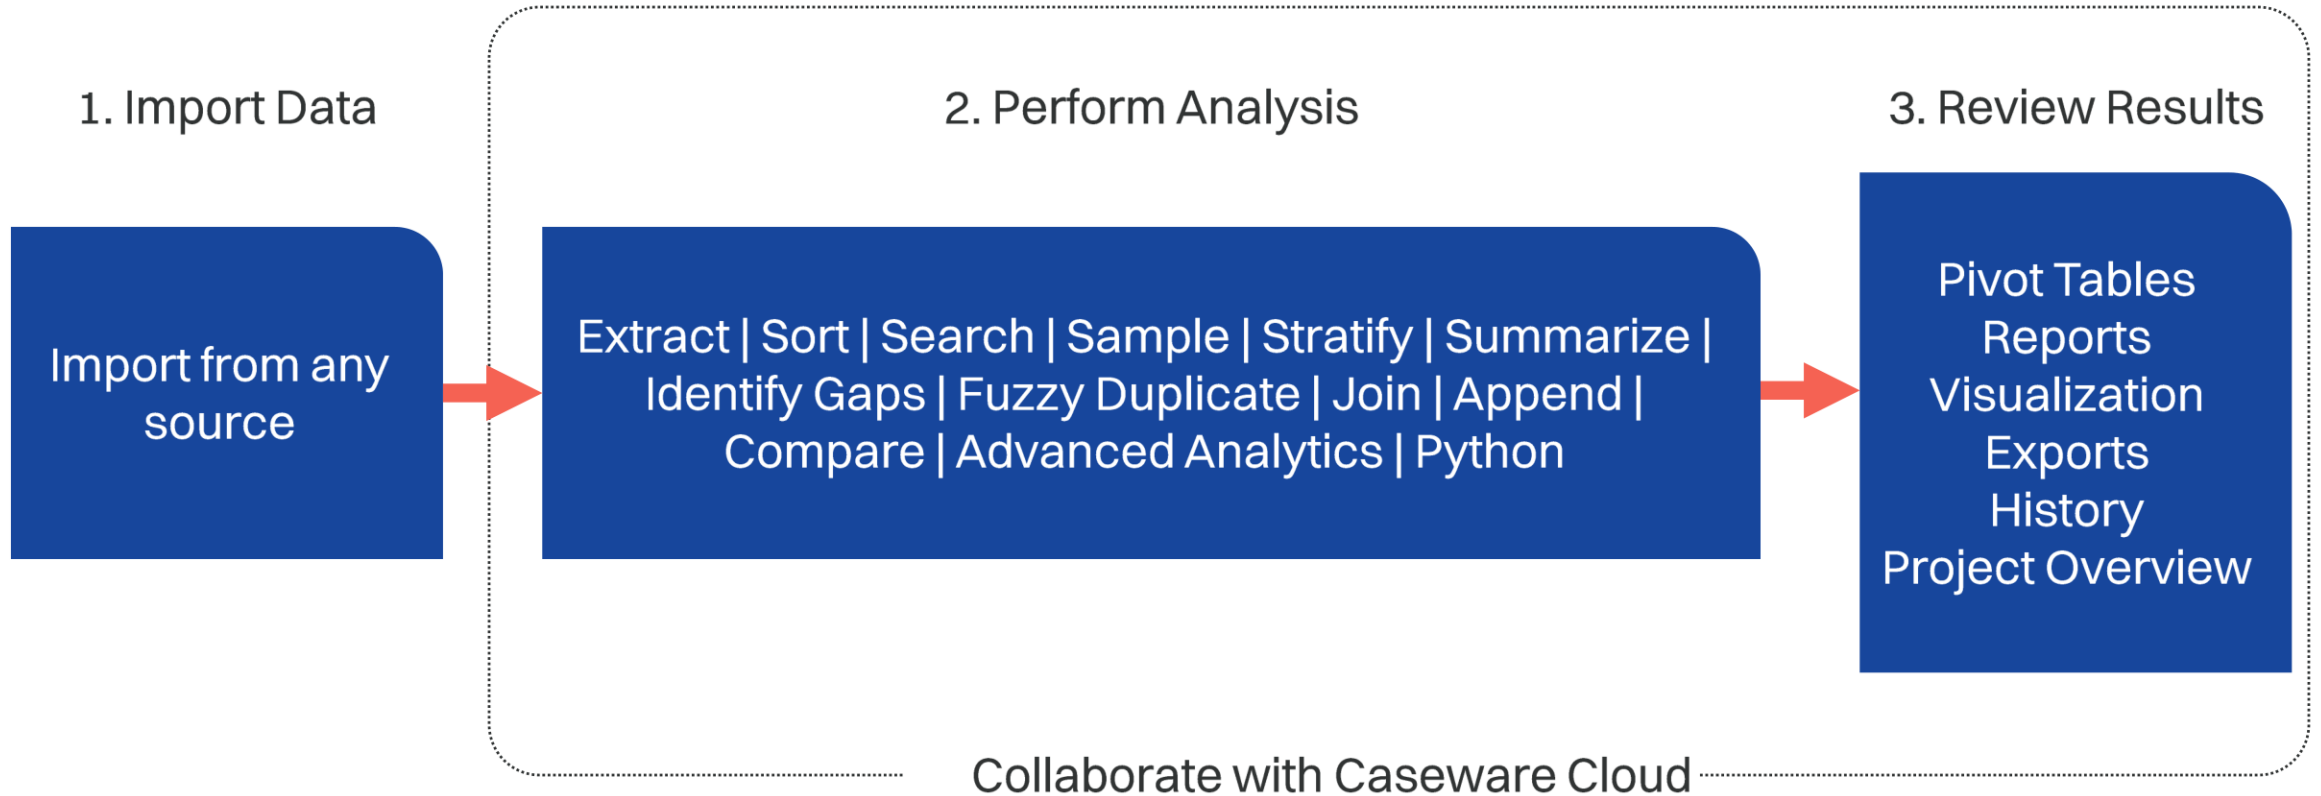 1. Import Data
Import from any
source
2. Perform Analysis
Extract | Sort | Search | Sample | Stratify | Summarize |
Identify Gaps | Fuzzy Duplicate | Join | Append |
Compare | Advanced Analytics | Python
3. Review Results
Pivot Tables
Reports
Visualization
Exports
History
Project Overview
Collaborate with Caseware Cloud